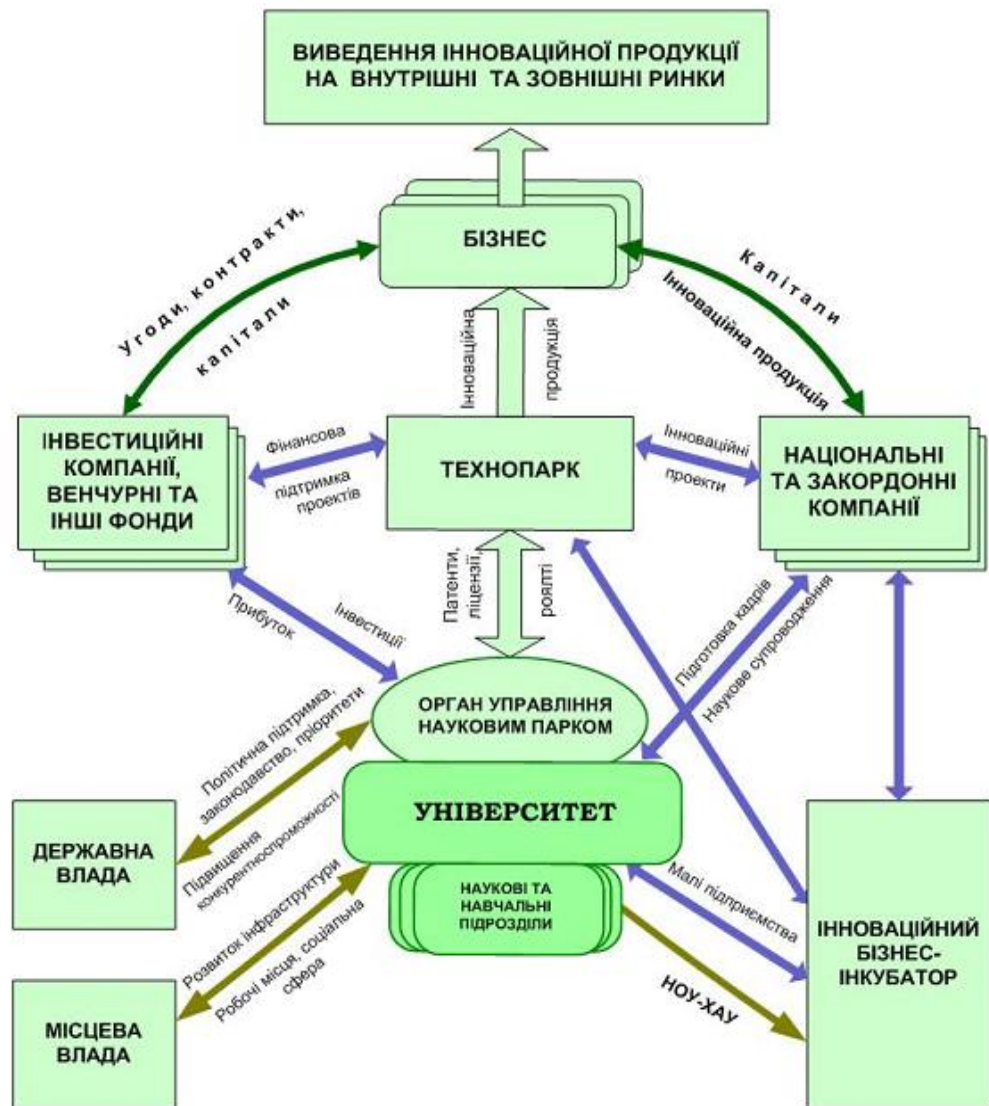 ВИВЕДЕННЯ ІННОВАЦІЙНОЇ ПРОДУКЦІЇ
НА ВНУТРІШНІ ТА ЗОВНІШНІ РИНКИ
БІЗНЕС
Угоди, контракти,
капітали
Капітали
Інноваційна продукція
Інноваційна
продукція
ІНВЕСТИЦІЙНІ
КОМПАНІЇ,
ВЕНЧУРНІ ТА
ІНШІ ФОНДИ
Фінансова
підтримка
проектів
ТЕХНОПАРК
Інноваційні
проекти
НАЦІОНАЛЬНІ
ТА ЗАКОРДОННІ
КОМПАНІЇ
Прибуток
Інвестиції
Патенти,
ліцензії,
роялті
Підготовка кадрів
Наукове супроводження
ОРГАН УПРАВЛІННЯ
НАУКОВИМ ПАРКОМ
Політична підтримка,
законодавство, пріоритети
Підвищення
конкурентноспроможності
УНІВЕРСИТЕТ
ДЕРЖАВНА
ВЛАДА
НАУКОВІ ТА
НАВЧАЛЬНІ
ПІДРОЗДІЛИ
Малі підприємства
Розвиток інфраструктури
Робочі місця, соціальна
сфера
НОУ-ХАУ
ІННОВАЦІЙНИЙ
БІЗНЕС-
ІНКУБАТОР
МІСЦЕВА
ВЛАДА